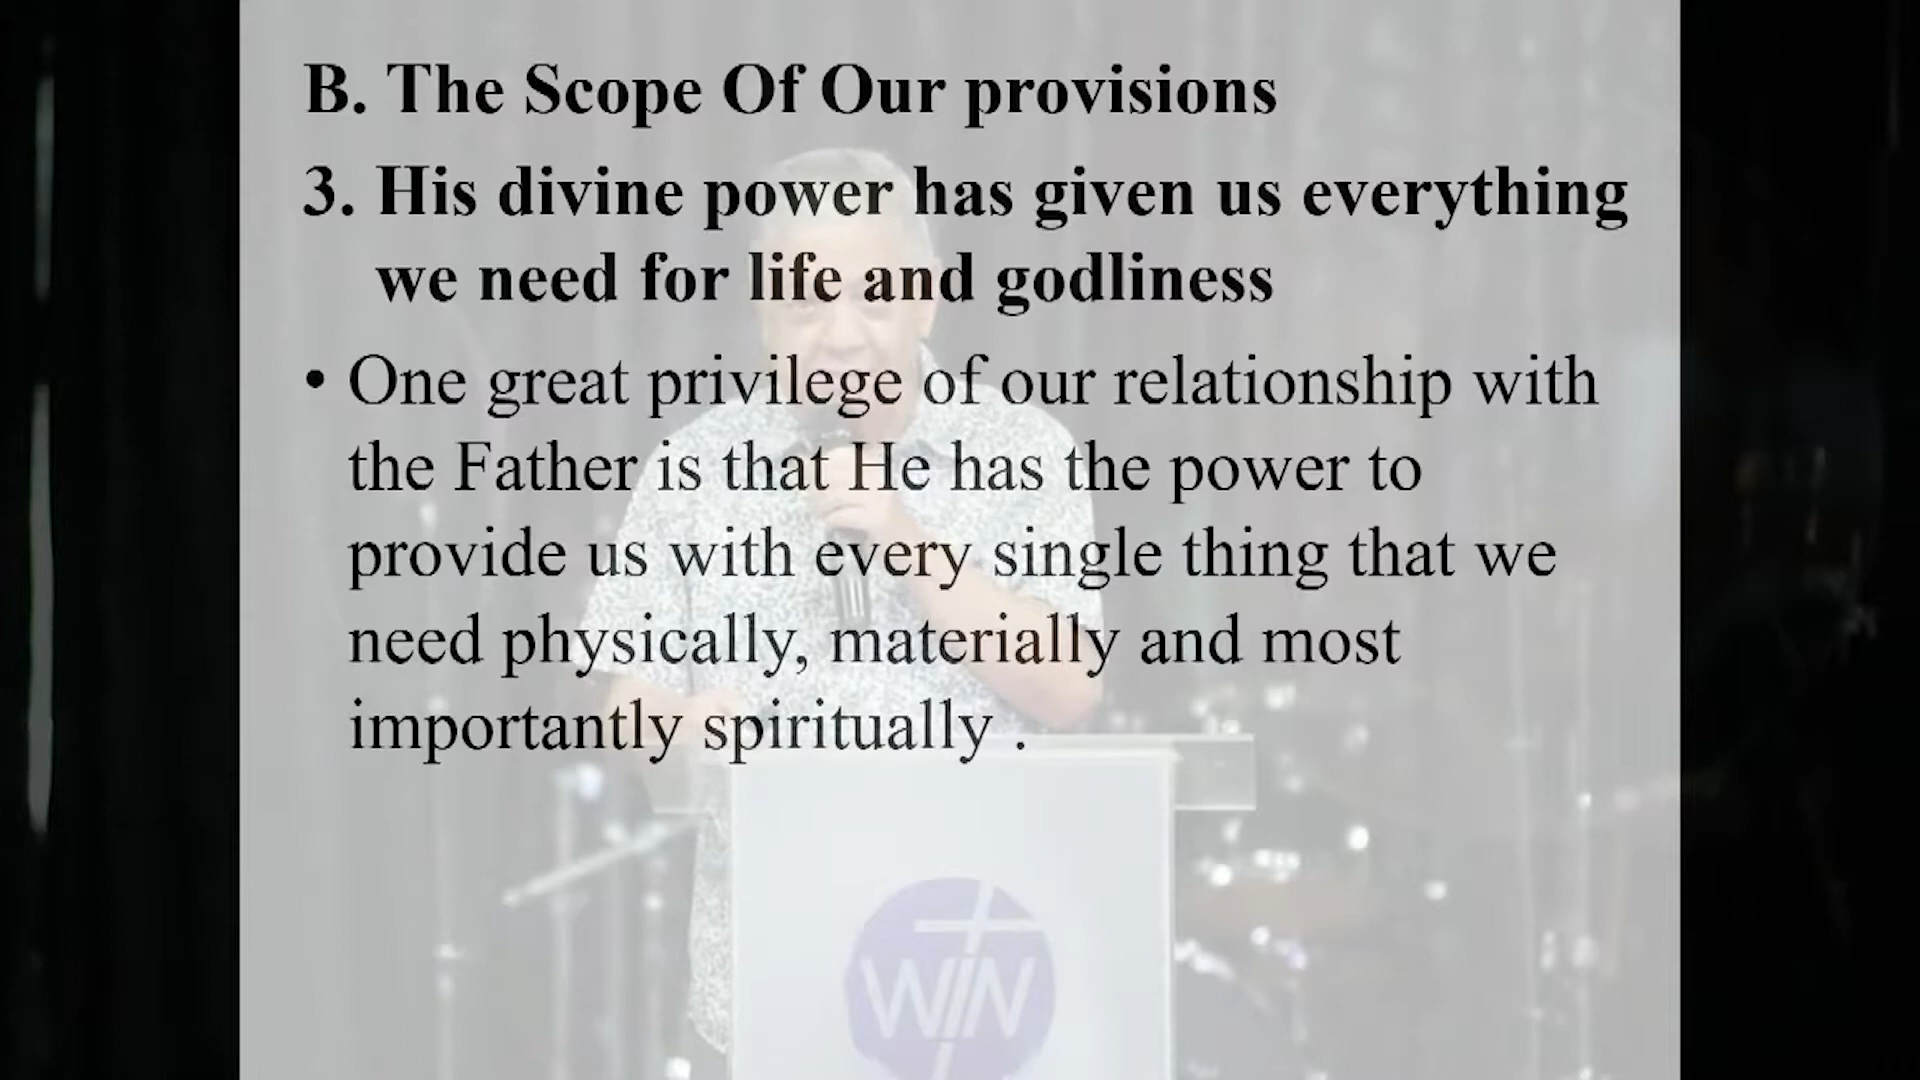 B. The Scope Of Our provisions
3. His divine power has given us everything
we need for life and godliness
• One great privilege of our relationship with
the Father is that He has the power to
provide us with every single thing that we
need physically, materially and most
importantly spiritually .
WIN